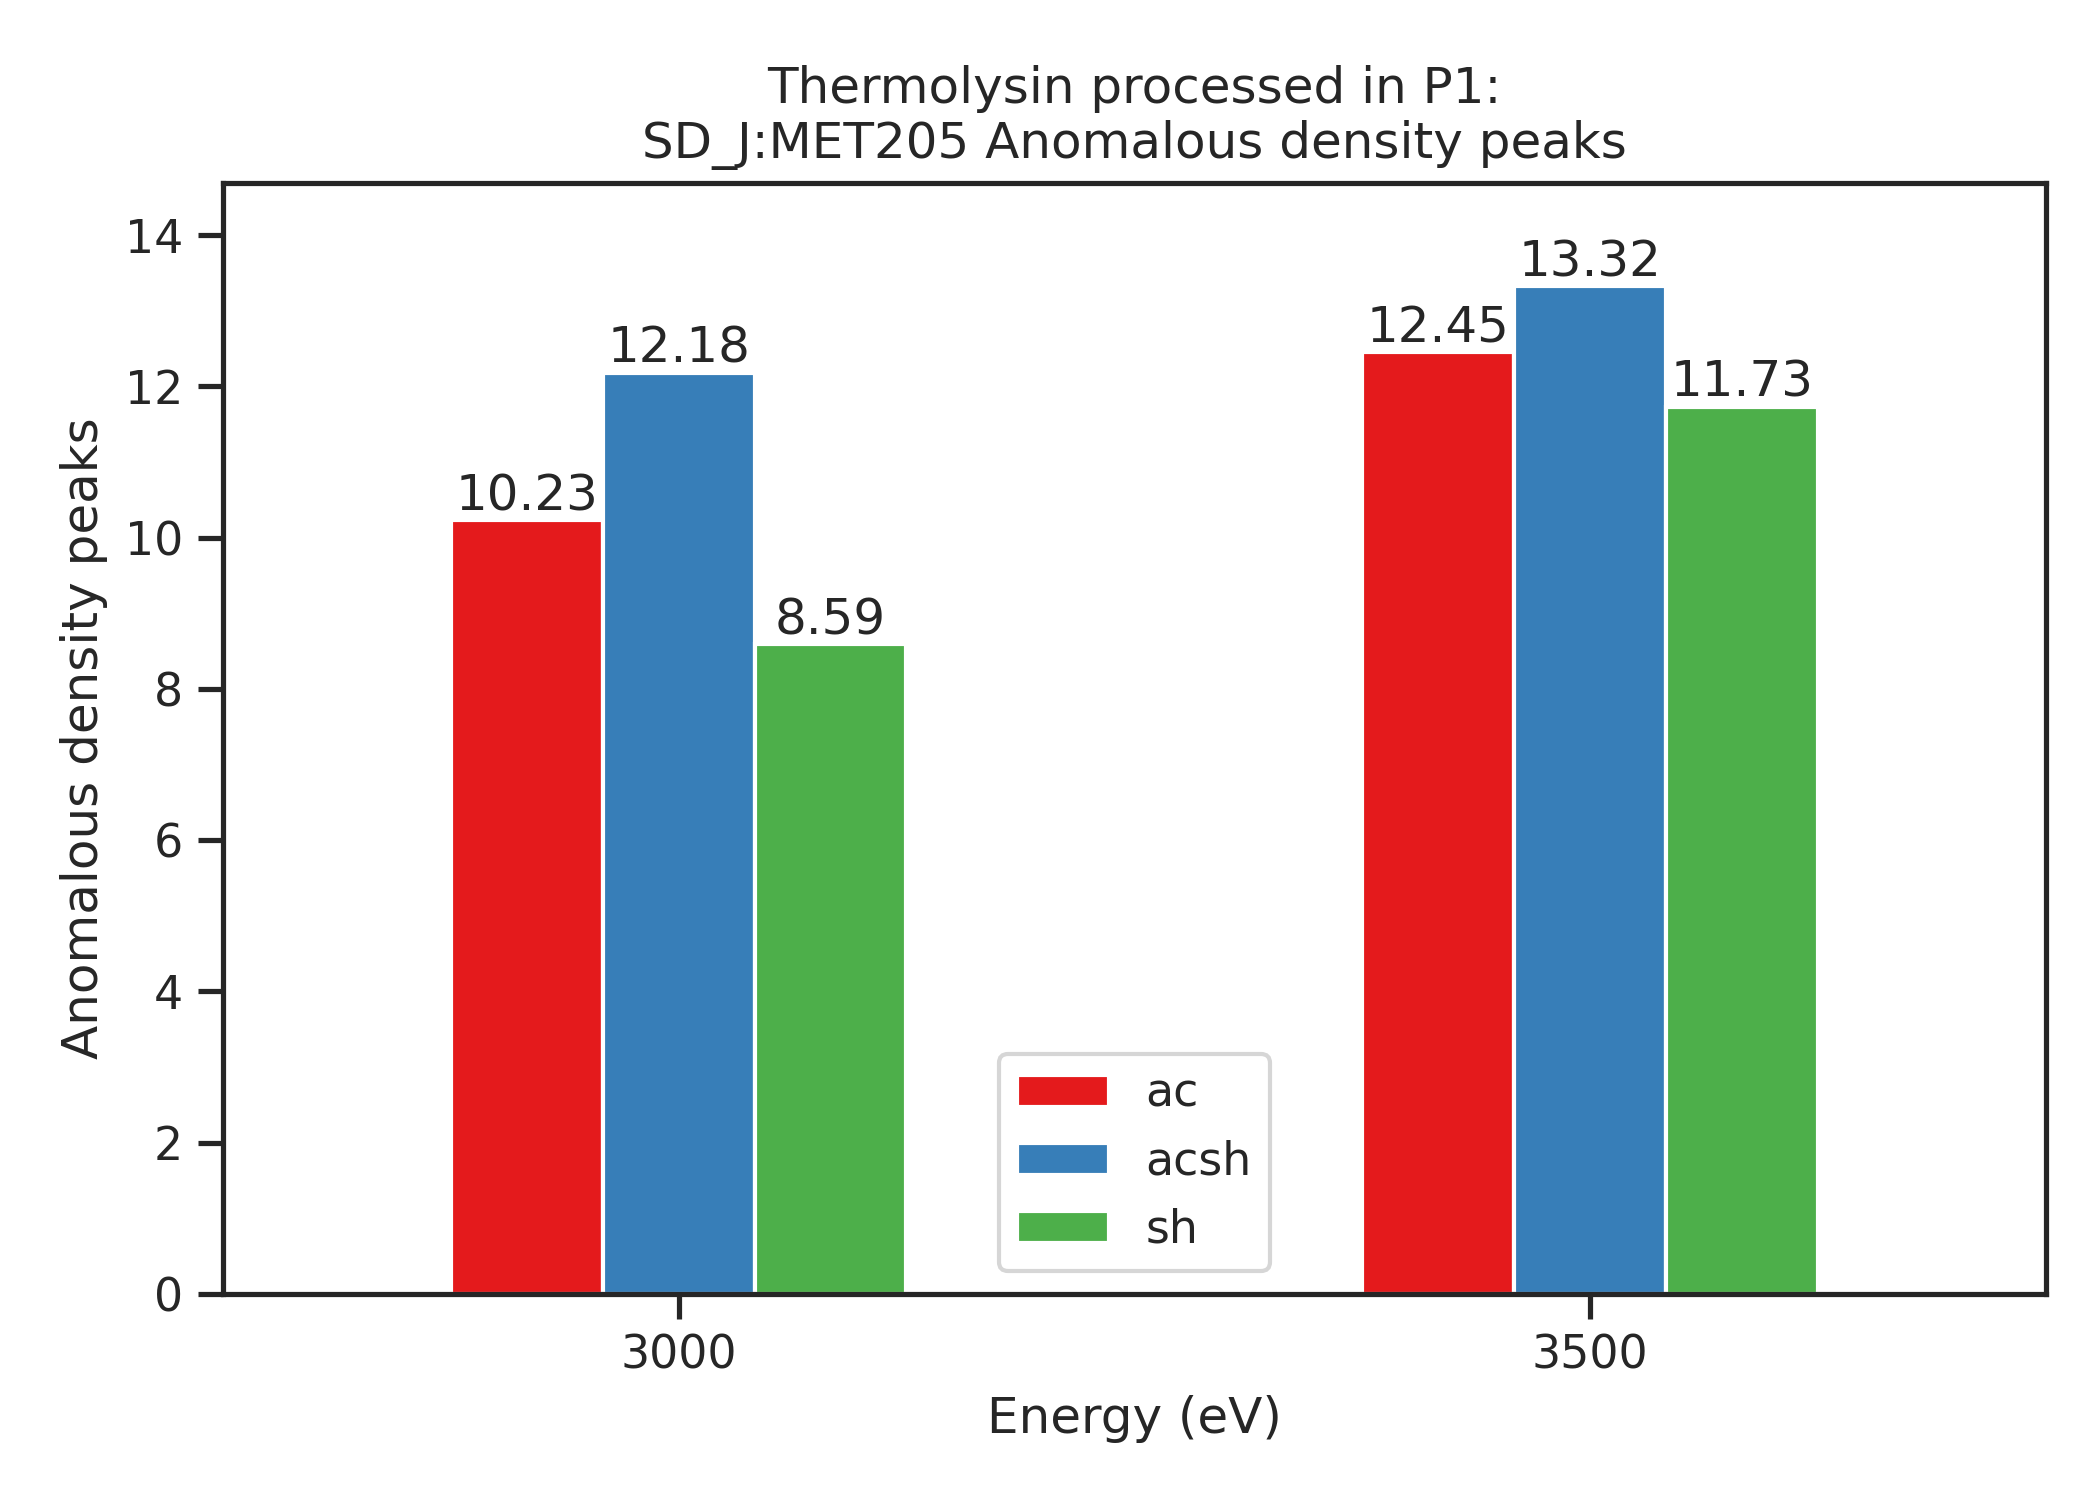 Thermolysin processed in P1:
SD_J:MET205 Anomalous density peaks
Anomalous density peaks
14
12
10
8
6
4
2
0
10.23
12.18
8.59
12.45
13.32
11.73
ac
acsh
sh
3000
3500
Energy (eV)